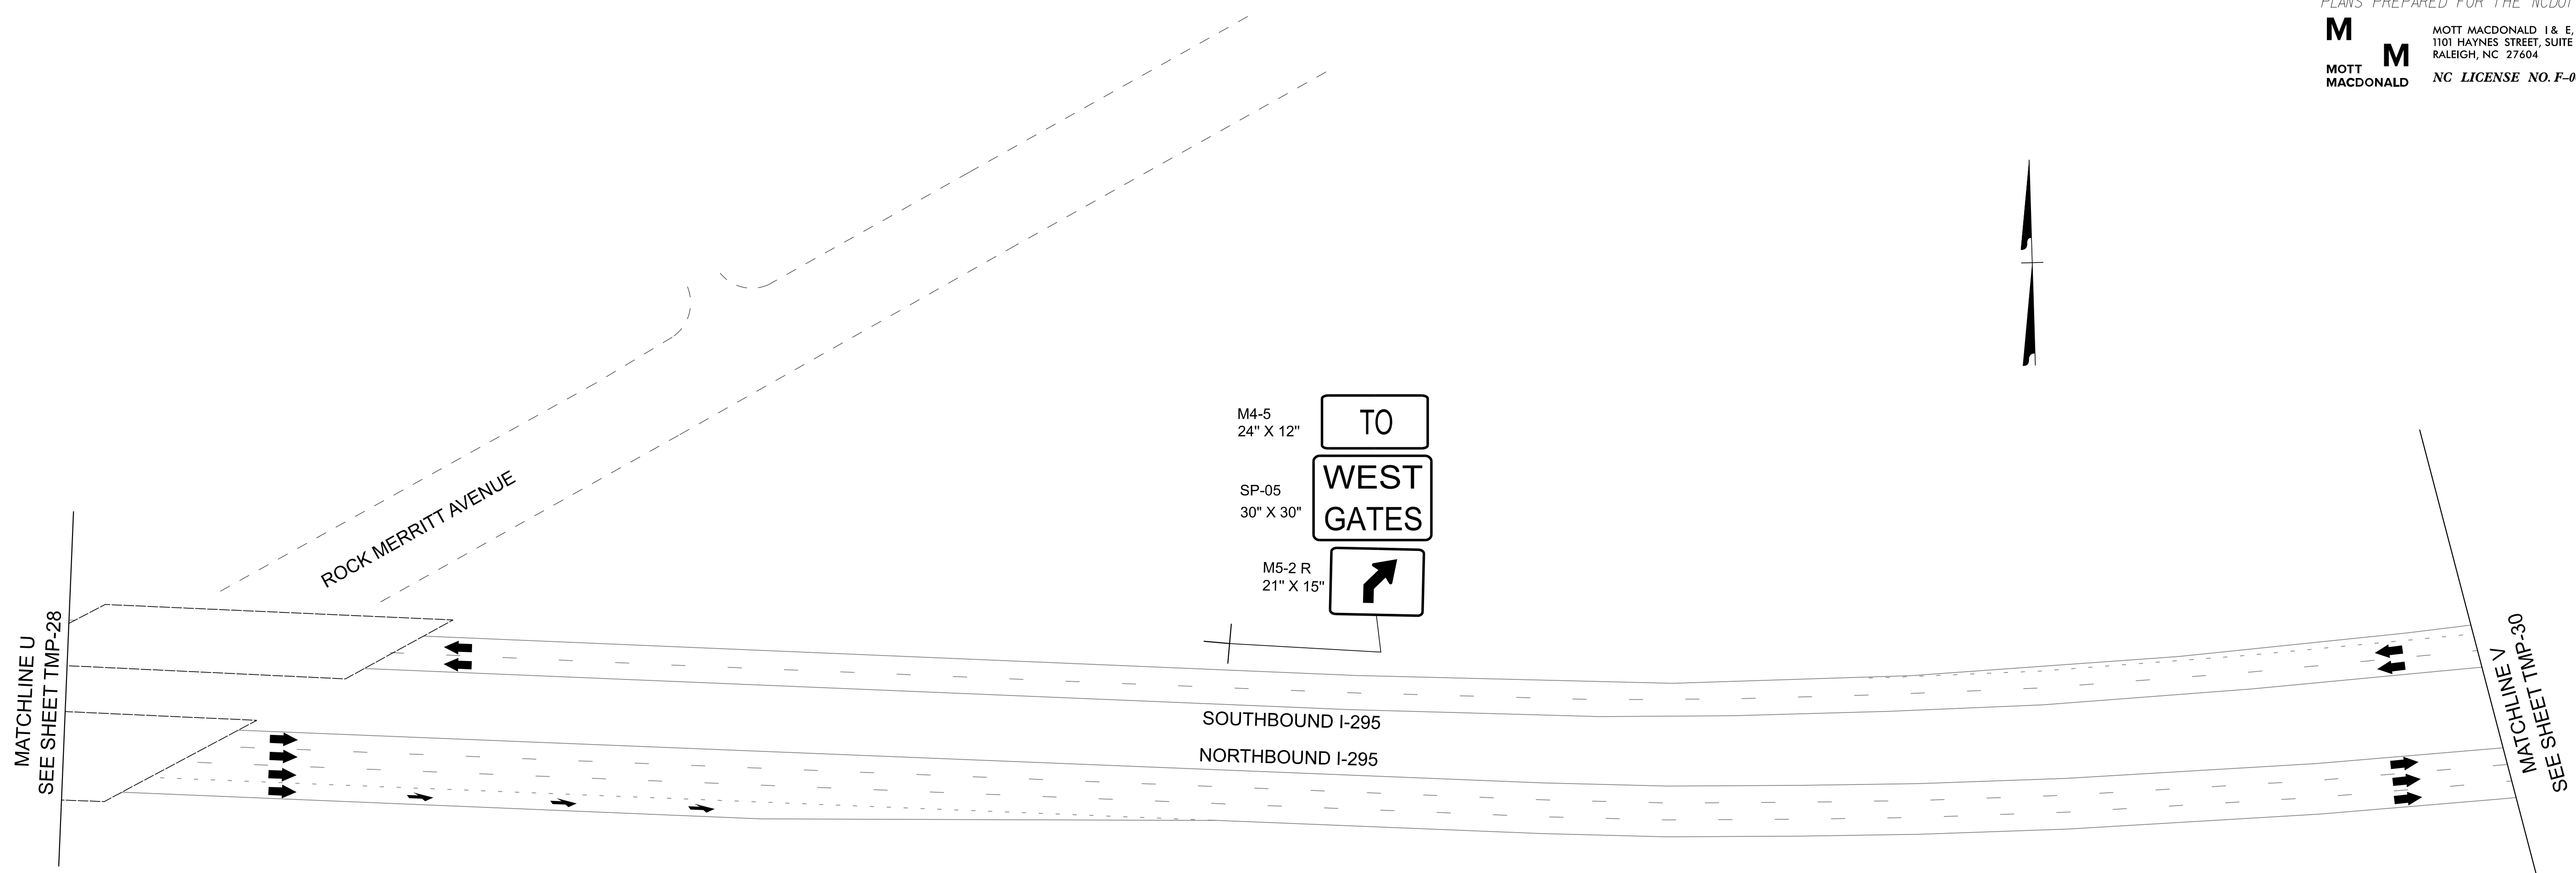 PLANS PREPARED FOR THE NCDOT
M
M
MOTT
MACDONALD
MOTT MACDONALD I & E,
1101 HAYNES STREET, SUITE
RALEIGH, NC 27604
NC LICENSE NO. F-0
M4-5
24" X 12"
TO
SP-05
30" X 30"
WEST
GATES
M5-2 R
21" X 15"
ROCK MERRITT AVENUE
MATCHLINE U
SEE SHEET TMP-28
SOUTHBOUND I-295
NORTHBOUND I-295
MATCHLINE V
SEE SHEET TMP-30